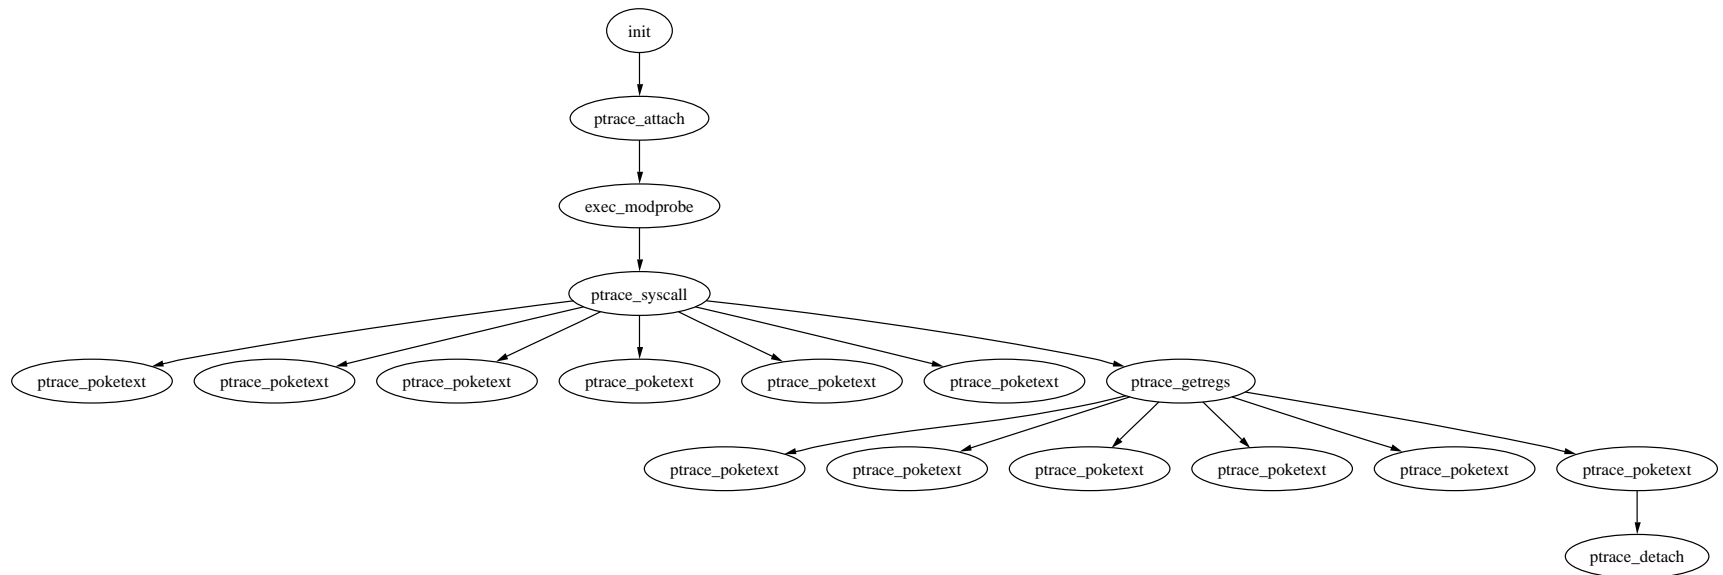 init
ptrace_attach
exec_modprobe
ptrace_syscall
ptrace_poketext
ptrace_poketext
ptrace_poketext
ptrace_poketext
ptrace_poketext
ptrace_poketext
ptrace_getregs
ptrace_poketext
ptrace_poketext
ptrace_poketext
ptrace_poketext
ptrace_poketext
ptrace_poketext
ptrace_detach